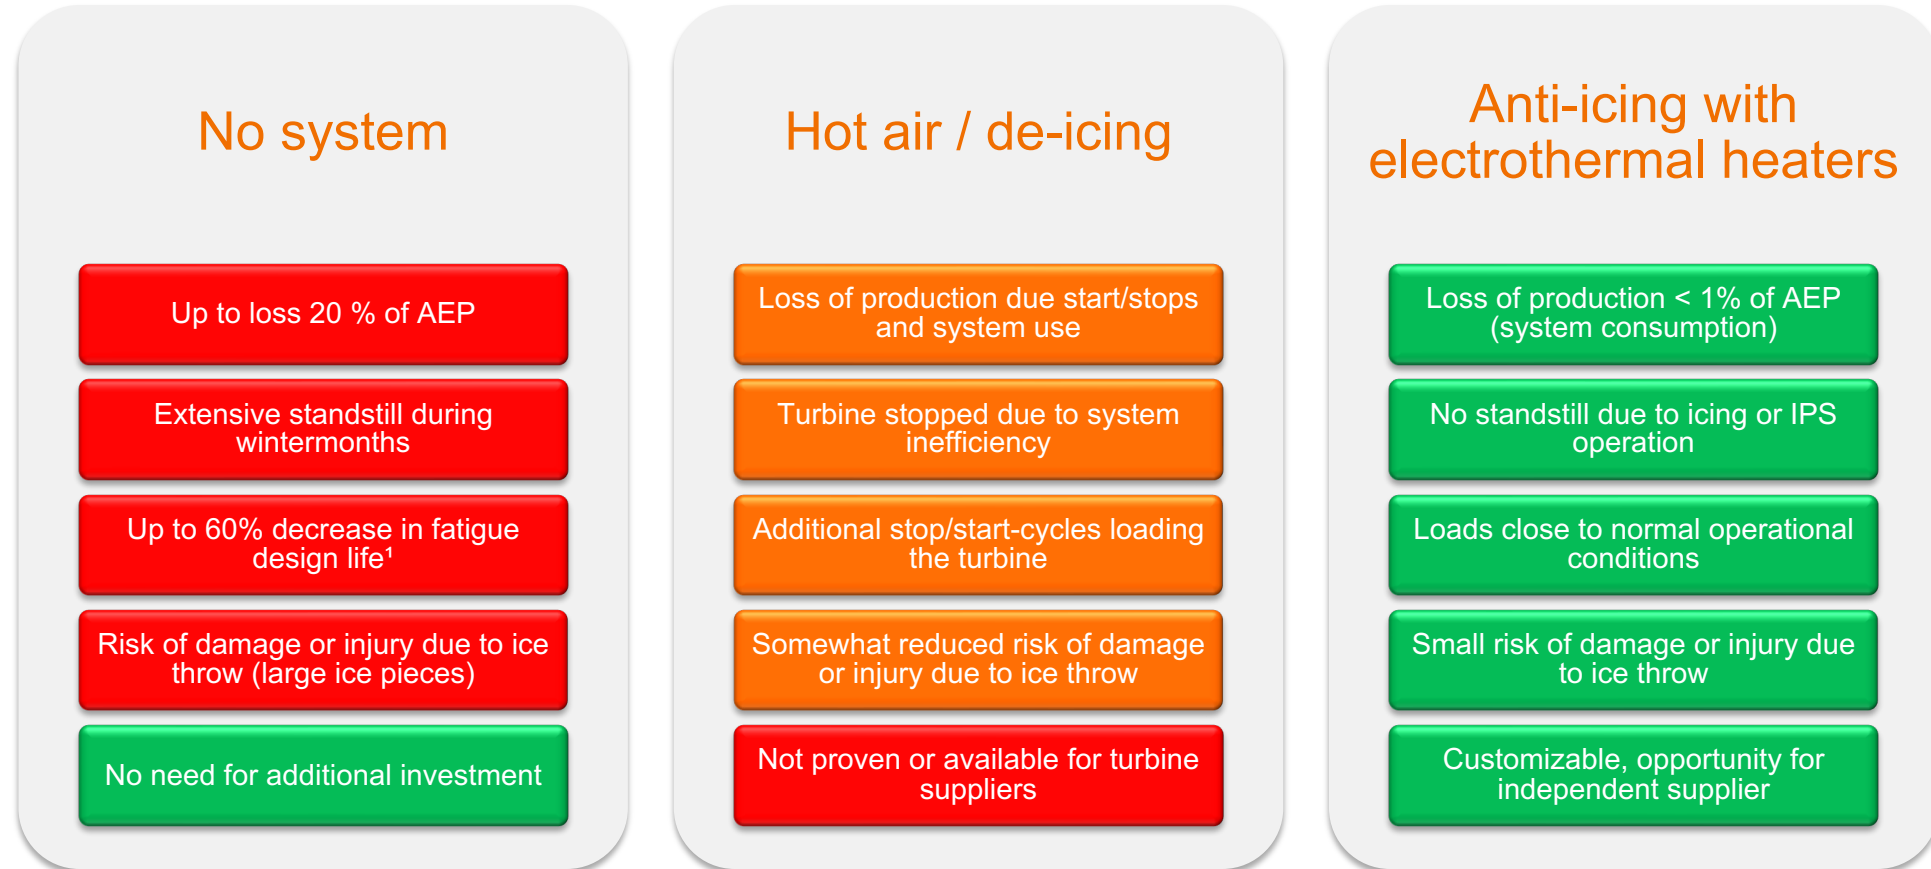 No system
Up to loss 20 % of AEP
Extensive standstill during
wintermonths
Up to 60% decrease in fatigue
design life¹
Risk of damage or injury due to ice
throw (large ice pieces)
No need for additional investment
Hot air / de-icing
Loss of production due start/stops
and system use
Turbine stopped due to system
inefficiency
Additional stop/start-cycles loading
the turbine
Somewhat reduced risk of damage
or injury due to ice throw
Not proven or available for turbine
suppliers
Anti-icing with
electrothermal heaters
Loss of production < 1% of AEP
(system consumption)
No standstill due to icing or IPS
operation
Loads close to normal operational
conditions
Small risk of damage or injury due
to ice throw
Customizable, opportunity for
independent supplier